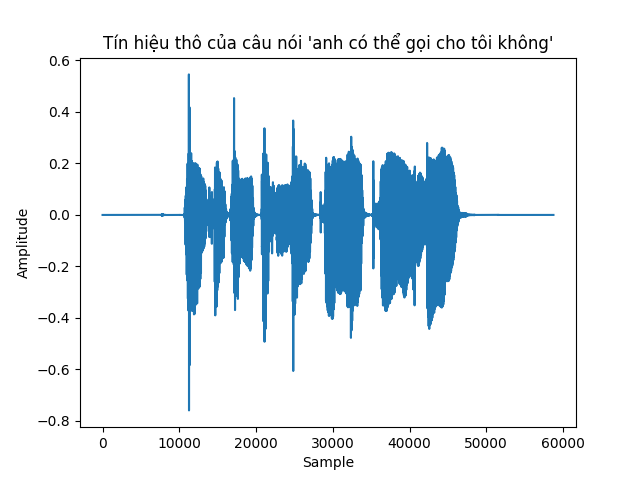 Tín hiệu thô của câu nói 'anh có thể gọi cho tôi không'
0.6
0.4
0.2
0.0
−0.2
−0.4
−0.6
−0.8
Amplitude
0 10000 20000 30000 40000 50000 60000
Sample